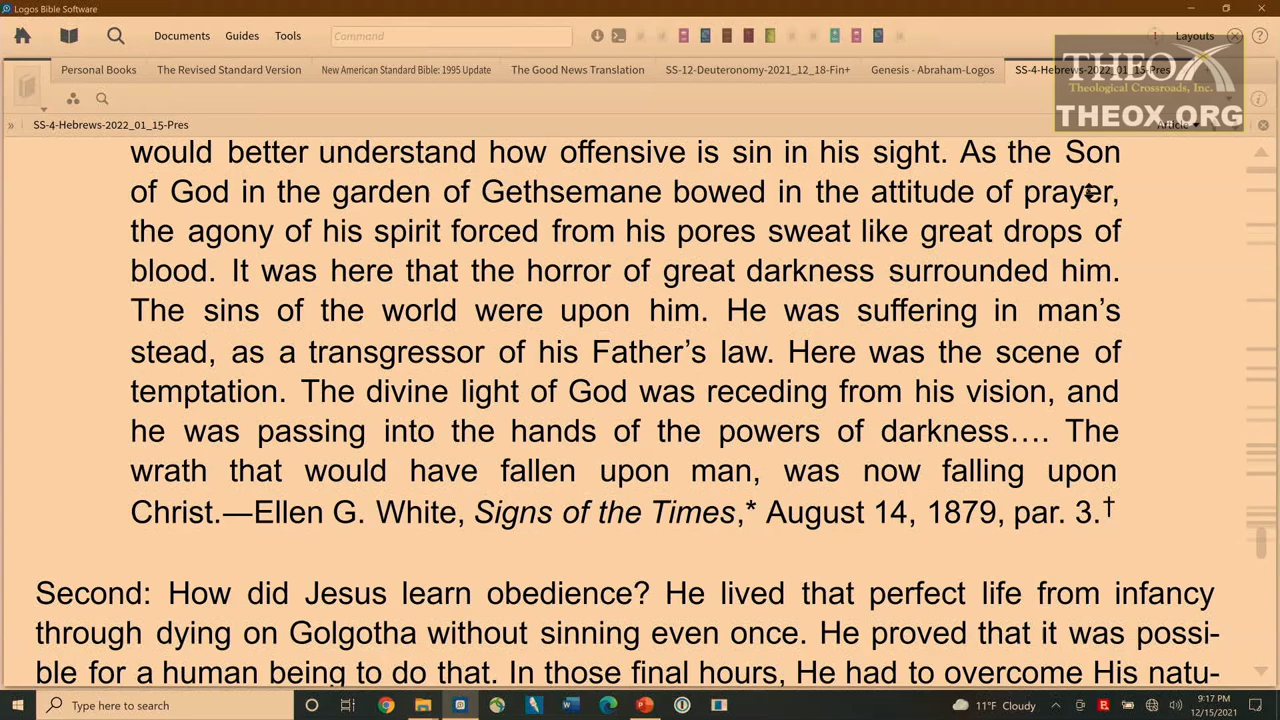 Logos Bible Software
Documents Guides Tools Command Layouts
Personal Books The Revised Standard Version New American Standard Bible: 1995 Update The Good News Translation SS-12-Deuteronomy-2021_12_18-Fin+ Genesis - Abraham-Logos SS-4-Hebrews-2022_01_15-Pres
THEOX
Theological Crossroads, Inc.
THEOX.ORG
SS-4-Hebrews-2022_01_15-Pres Article
would better understand how offensive is sin in his sight. As the Son
of God in the garden of Gethsemane bowed in the attitude of prayer,
the agony of his spirit forced from his pores sweat like great drops of
blood. It was here that the horror of great darkness surrounded him.
The sins of the world were upon him. He was suffering in man’s
stead, as a transgressor of his Father’s law. Here was the scene of
temptation. The divine light of God was receding from his vision, and
he was passing into the hands of the powers of darkness…. The
wrath that would have fallen upon man, was now falling upon
Christ.—Ellen G. White, Signs of the Times,* August 14, 1879, par. 3.†
Second: How did Jesus learn obedience? He lived that perfect life from infancy
through dying on Golgotha without sinning even once. He proved that it was possi-
ble for a human being to do that. In those final hours, He had to overcome His natu-
Type here to search 11°F Cloudy 9:17 PM
12/15/2021